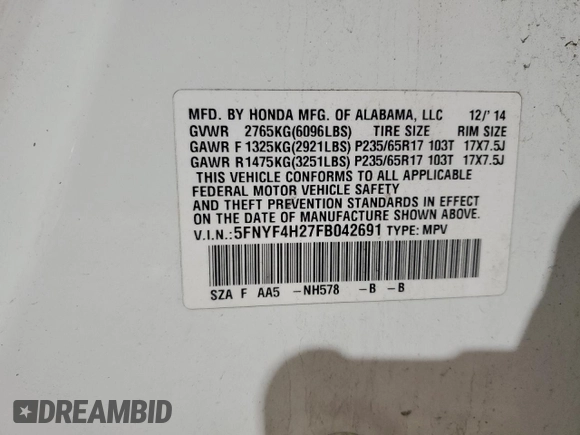 MFD. BY HONDA MFG. OF ALABAMA, LLC 12/'14
GVWR 2765KG(6096LBS) TIRE SIZE RIM SIZE
GAWR F 1325KG(2921LBS) P235/65R17 103T 17X7.5J
GAWR R 1475KG(3251LBS) P235/65R17 103T 17X7.5J
THIS VEHICLE CONFORMS TO ALL APPLICABLE
FEDERAL MOTOR VEHICLE SAFETY
AND THEFT PREVENTION STANDARDS IN EFFECT
ON THE DATE OF MANUFACTURE SHOWN ABOVE.
V.I.N.:5FNYF4H27FB042691 TYPE: MPV
SZA F AA5 -NH578 -B -B
DREAMBID